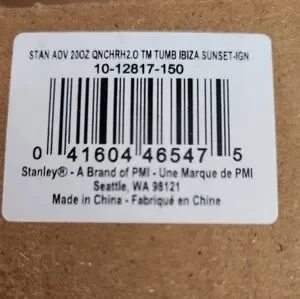 STAN ADV 20OZ QNCHRH2.O TM TUMB IBIZA SUNSET-IGN
10-12817-150
0 41604 46547 5
Stanley® - A Brand of PMI - Une Marque de PMI
Seattle, WA 98121
Made in China - Fabriqué en Chine